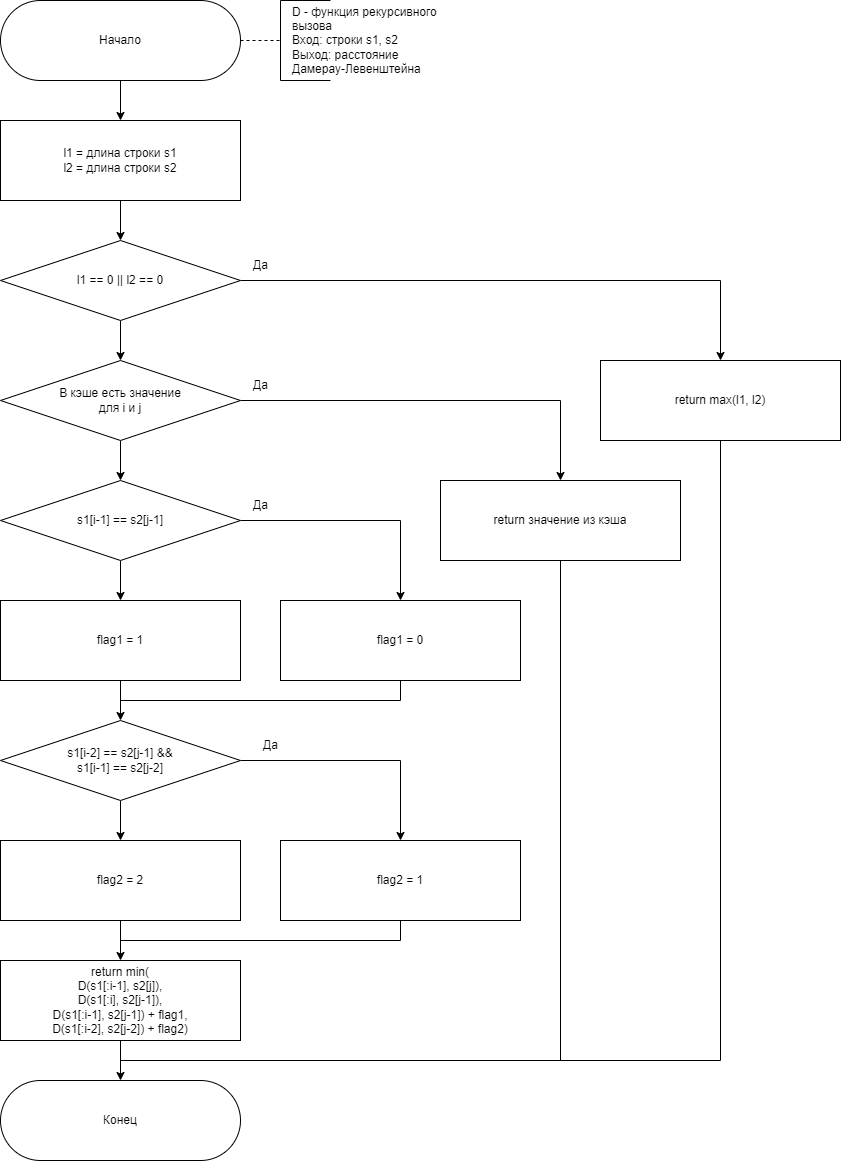 Начало
D - функция рекурсивного
вызова
Вход: строки s1, s2
Выход: расстояние
Дамерау-Левенштейна
l1 = длина строки s1
l2 = длина строки s2
l1 == 0 || l2 == 0
Да
return max(l1, l2)
В кэше есть значение
для i и j
Да
return значение из кэша
s1[i-1] == s2[j-1]
Да
flag1 = 1
flag1 = 0
s1[i-2] == s2[j-1] &&
s1[i-1] == s2[j-2]
Да
flag2 = 2
flag2 = 1
return min(
D(s1[:i-1], s2[j]),
D(s1[:i], s2[j-1]),
D(s1[:i-1], s2[j-1]) + flag1,
D(s1[:i-2], s2[j-2]) + flag2)
Конец